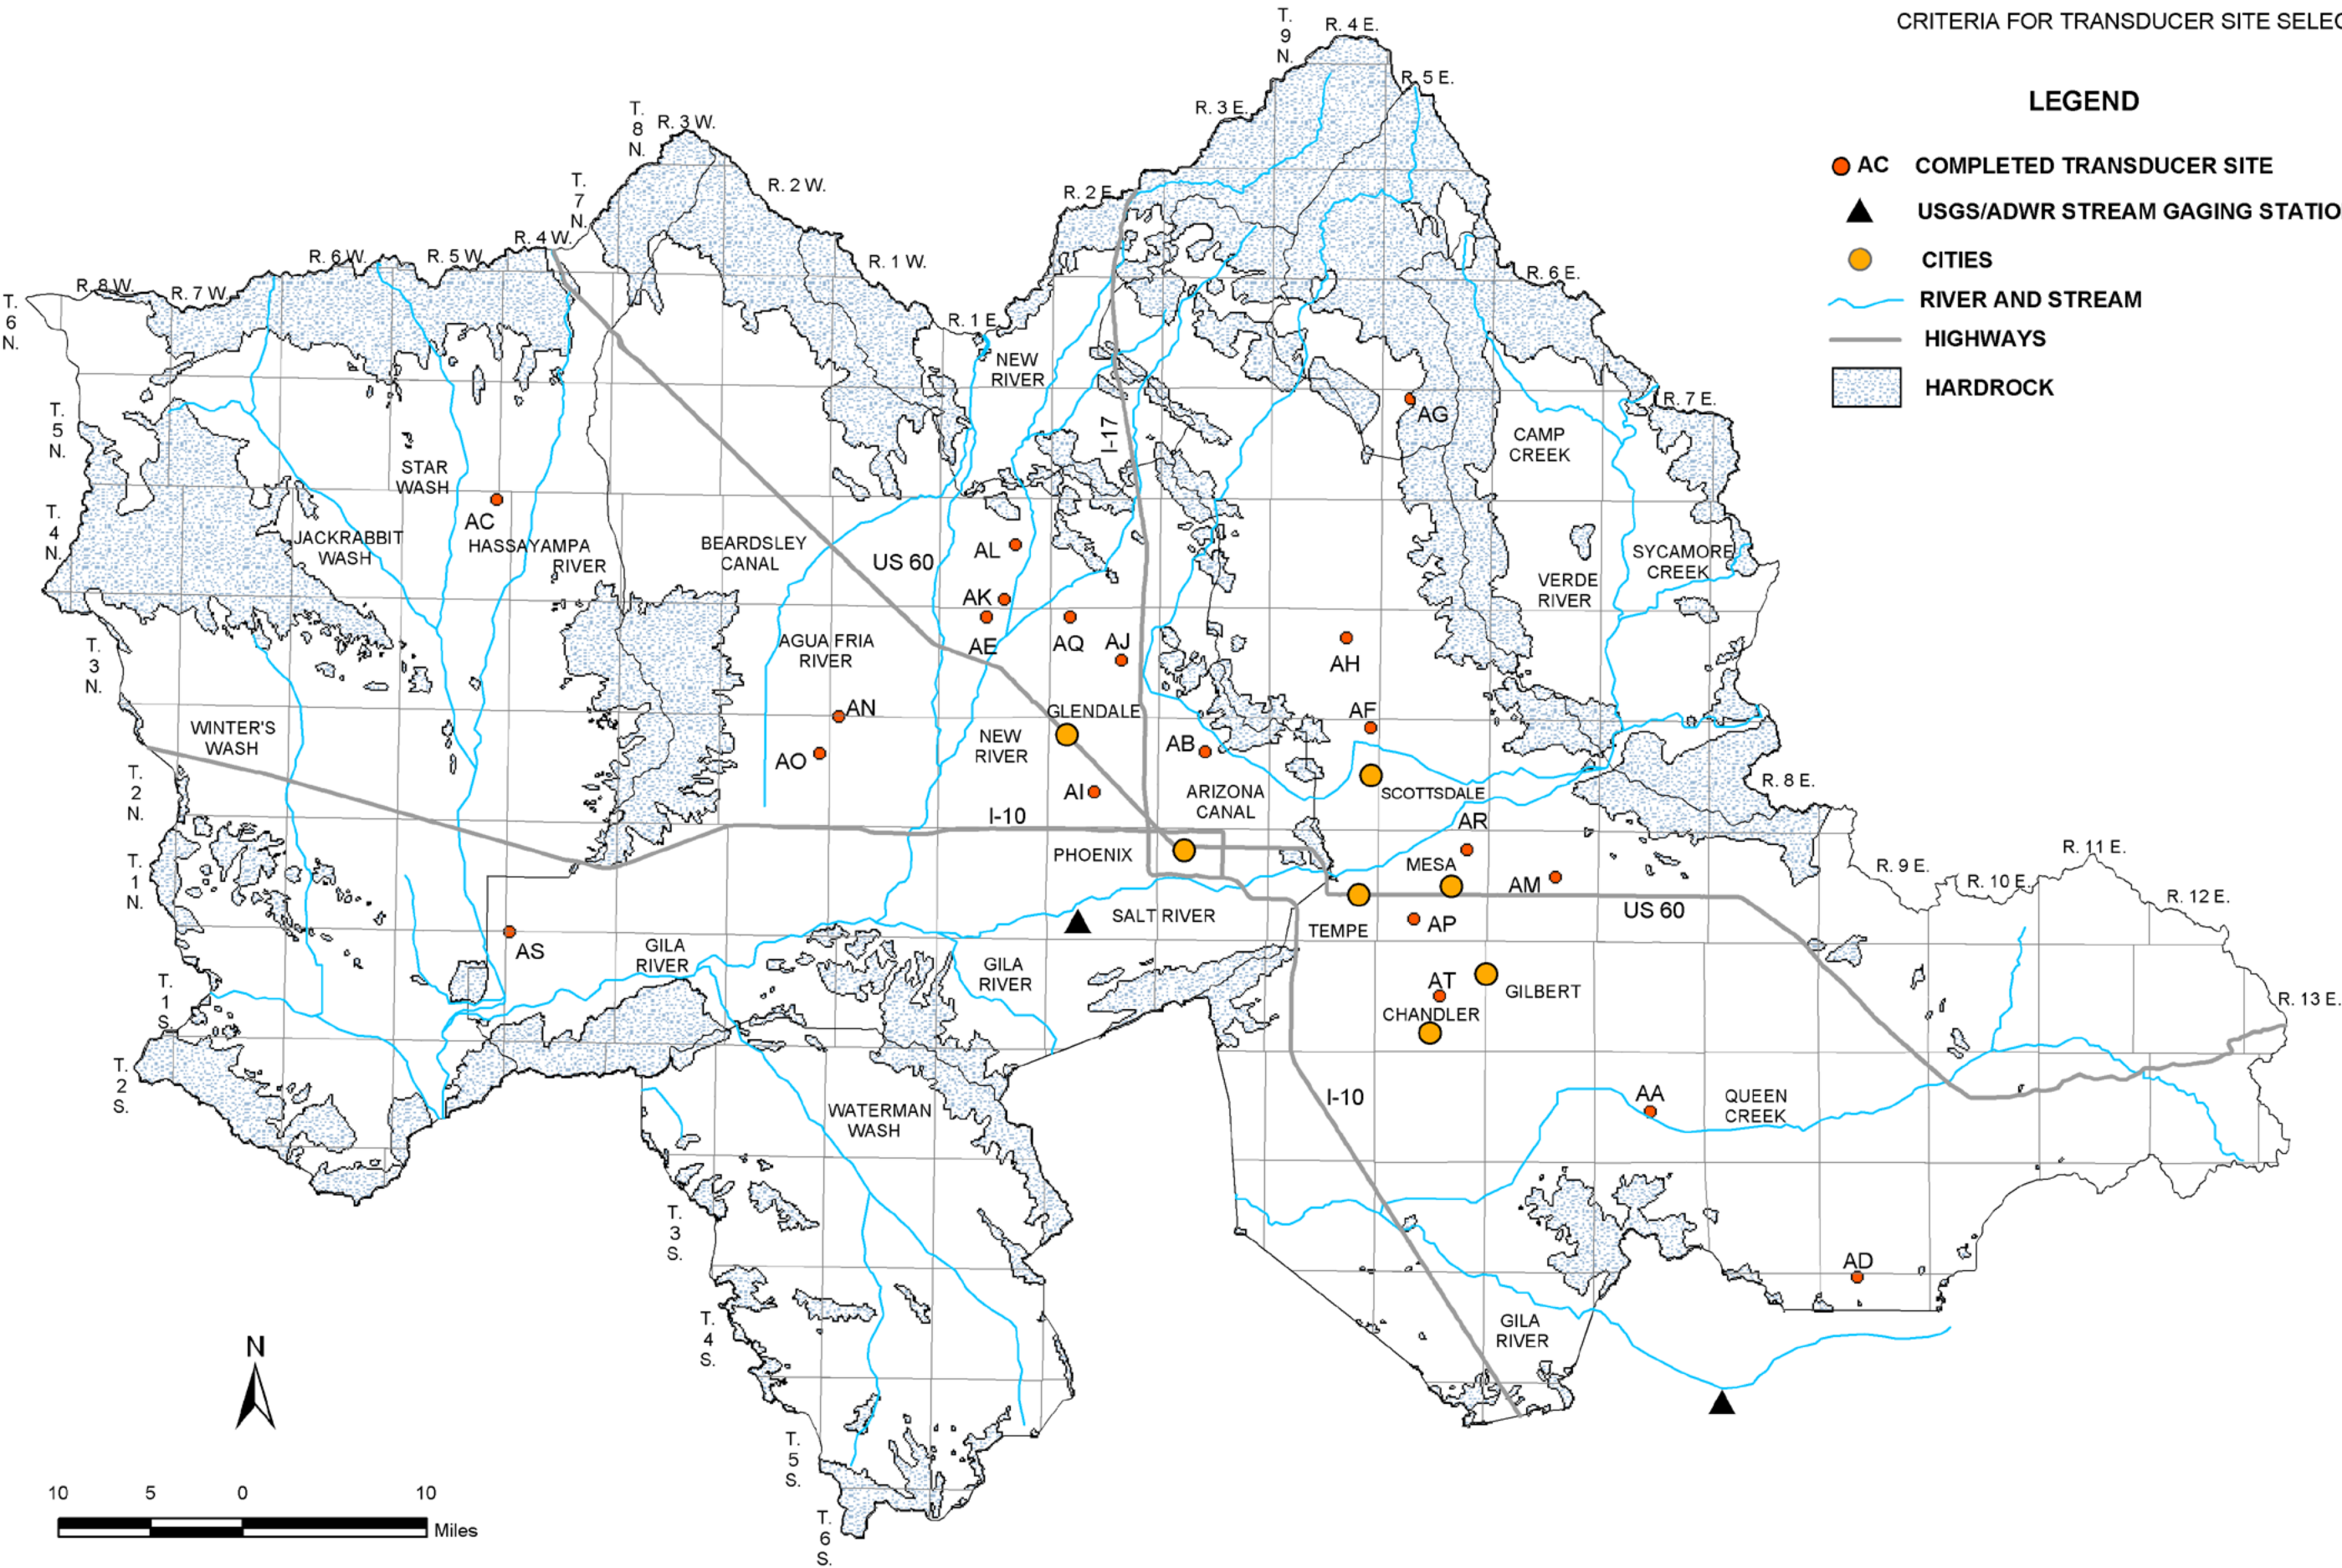 CRITERIA FOR TRANSDUCER SITE SELEC
LEGEND
AC COMPLETED TRANSDUCER SITE
USGS/ADWR STREAM GAGING STATIO
CITIES
RIVER AND STREAM
HIGHWAYS
HARDROCK
T.
9
N.
R. 4 E.
R. 5 E.
R. 3 E.
T.
8
N.
R. 3 W.
T.
7
N.
R. 2 W.
R. 2 E.
R. 4 W.
R. 5 W.
R. 6 W.
R. 1 W.
R. 6 E.
R. 8 W.
R. 7 W.
T.
6
N.
R. 1 E.
NEW
RIVER
R. 7 E.
T.
5
N.
I-17
AG
CAMP
CREEK
STAR
WASH
T.
4
N.
AC
JACKRABBIT
WASH
HASSAYAMPA
RIVER
BEARDSLEY
CANAL
US 60
AL
SYCAMORE
CREEK
VERDE
RIVER
AK
AE
AQ
AJ
AH
AGUA FRIA
RIVER
T.
3
N.
AN
GLENDALE
AF
WINTER'S
WASH
NEW
RIVER
AB
AO
T.
2
N.
AI
ARIZONA
CANAL
SCOTTSDALE
R. 8 E.
I-10
AR
PHOENIX
MESA
AM
T.
1
N.
R. 9 E.
R. 10 E.
R. 11 E.
R. 12 E.
US 60
SALT RIVER
TEMPE
AP
AS
GILA
RIVER
GILA
RIVER
AT
GILBERT
CHANDLER
R. 13 E.
T.
1
S.
T.
2
S.
I-10
AA
QUEEN
CREEK
WATERMAN
WASH
T.
3
S.
AD
GILA
RIVER
T.
4
S.
N
T.
5
S.
10 5 0 10
Miles
T.
6
S.